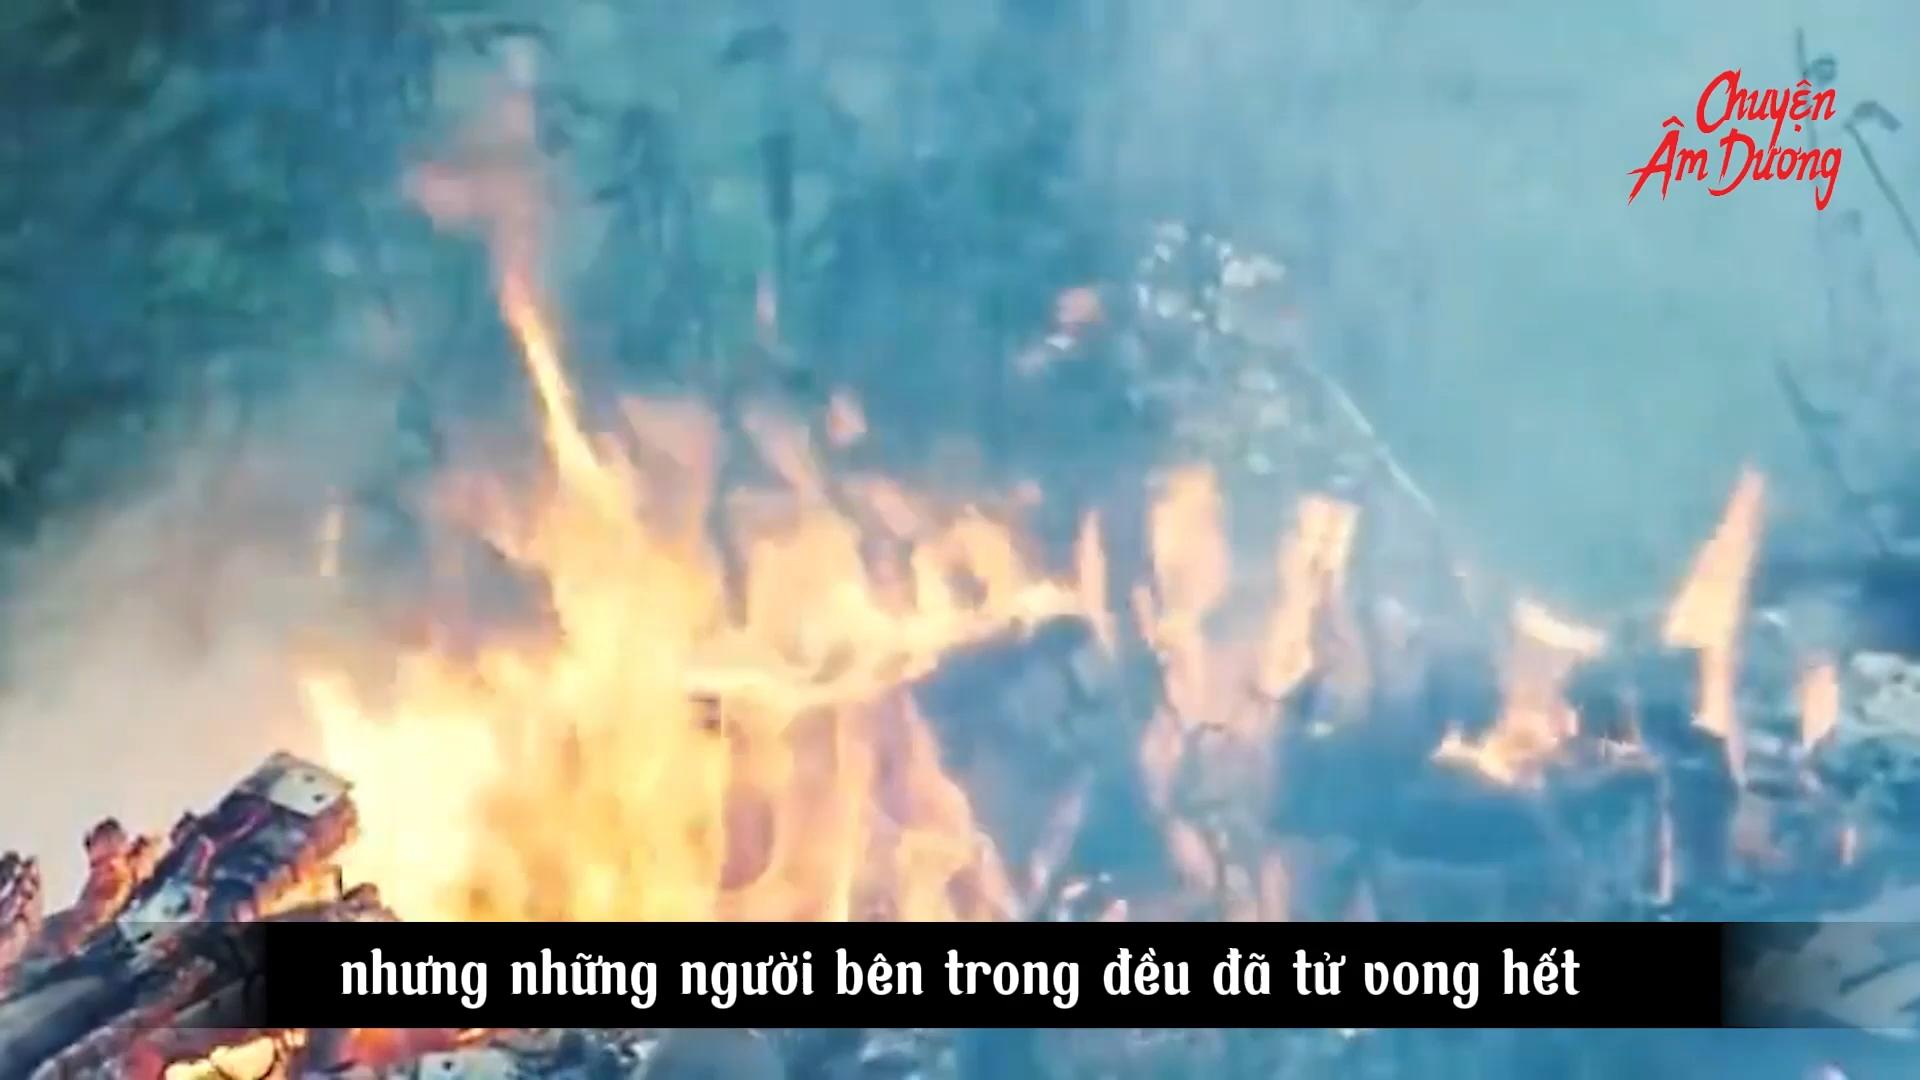 Chuyện
Âm Dương
nhưng những người bên trong đều đã tử vong hết